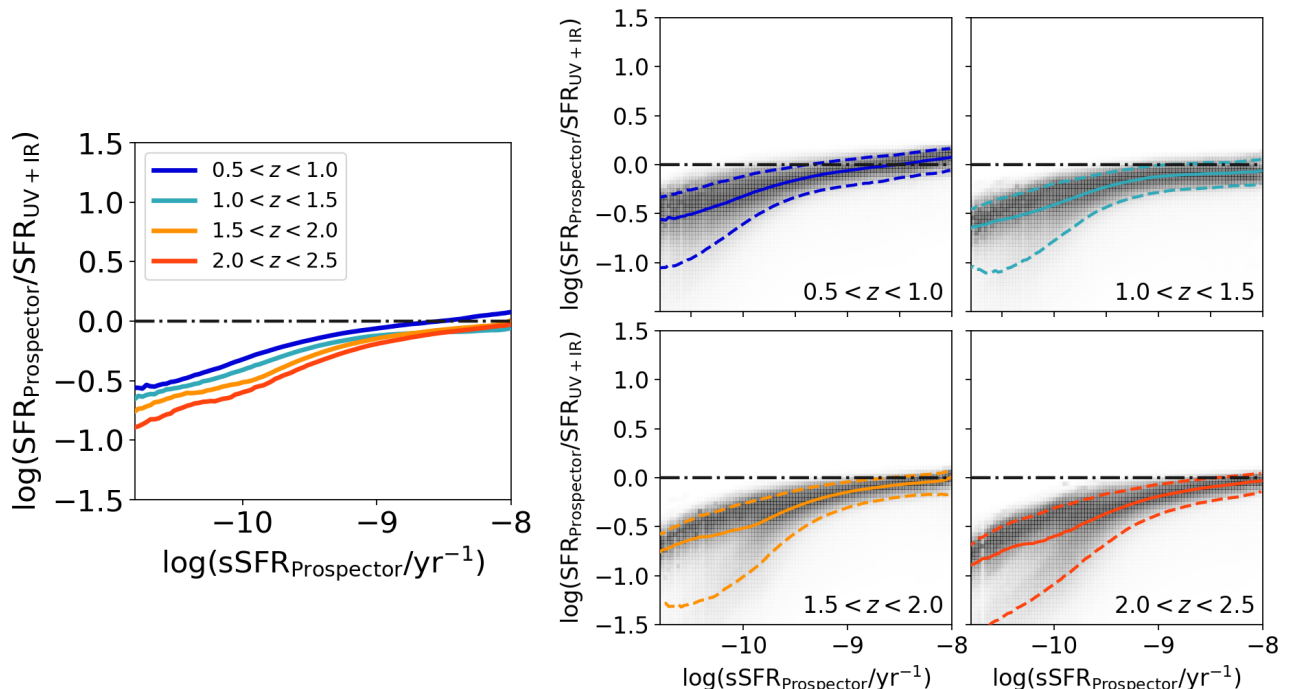 log(SFR_Prospector/SFR_UV + IR)
1.5
1.0
0.5
0.0
−0.5
−1.0
−1.5
0.5 < z < 1.0
1.0 < z < 1.5
1.5 < z < 2.0
2.0 < z < 2.5
−10 −9 −8
log(sSFR_Prospector/yr⁻¹)
log(SFR_Prospector/SFR_UV + IR)
1.5
1.0
0.5
0.0
−0.5
−1.0
0.5 < z < 1.0
1.0 < z < 1.5
log(SFR_Prospector/SFR_UV + IR)
1.5
1.0
0.5
0.0
−0.5
−1.0
−1.5
1.5 < z < 2.0
2.0 < z < 2.5
−10 −9 −8
−10 −9 −8
log(sSFR_Prospector/yr⁻¹)
log(sSFR_Prospector/yr⁻¹)